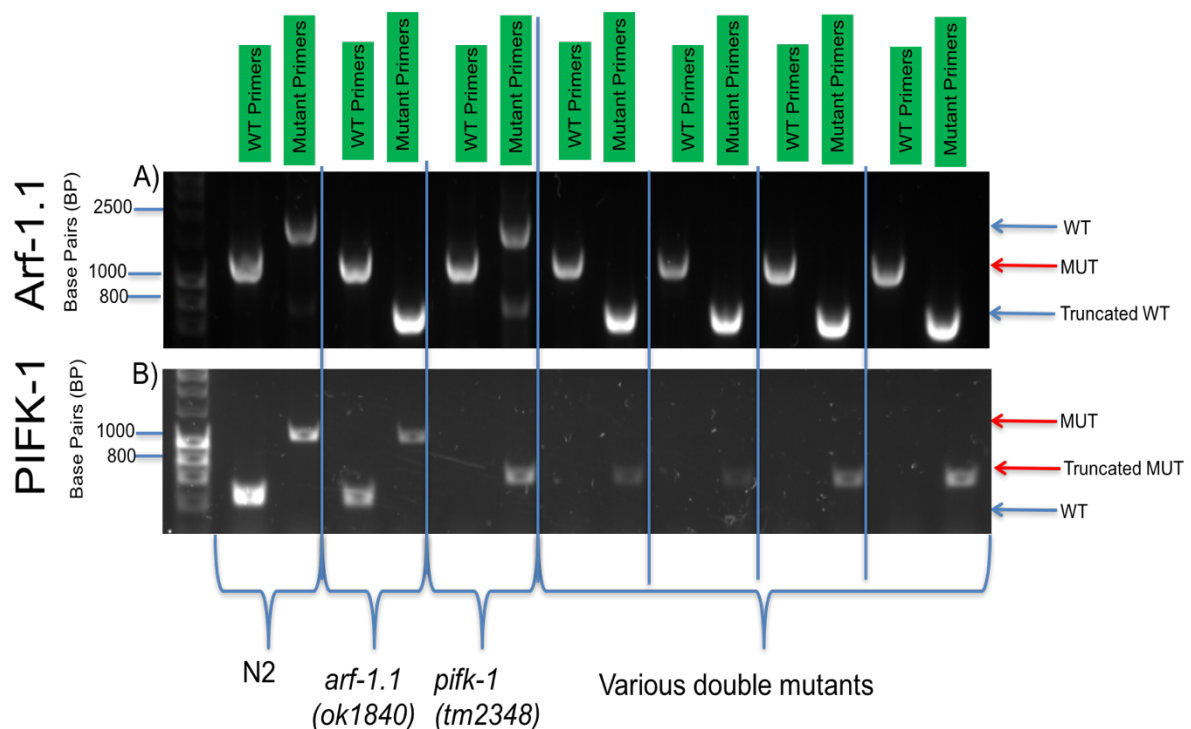 WT Primers
Mutant Primers
WT Primers
Mutant Primers
WT Primers
Mutant Primers
WT Primers
Mutant Primers
WT Primers
Mutant Primers
WT Primers
Mutant Primers
WT Primers
Mutant Primers
Arf-1.1
A)
Base Pairs (BP)
2500
1000
800
WT
MUT
Truncated WT
PIFK-1
B)
Base Pairs (BP)
1000
800
MUT
Truncated MUT
WT
N2
arf-1.1
(ok1840)
pifk-1
(tm2348)
Various double mutants